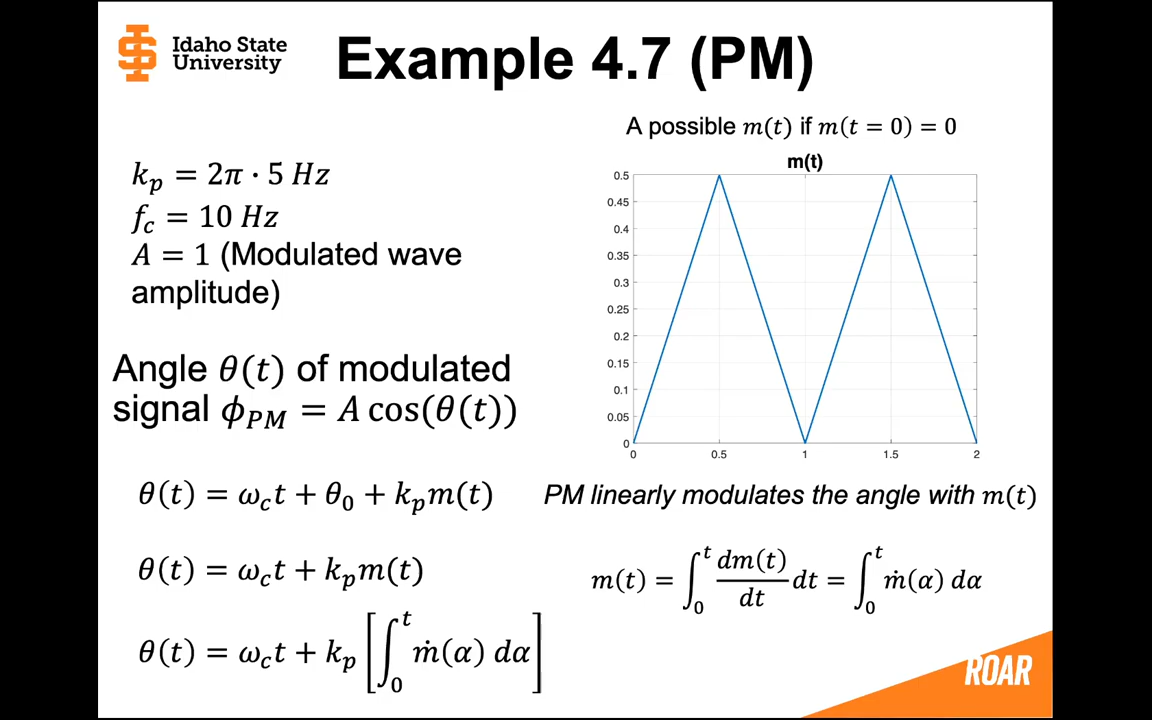 Idaho State
University
Example 4.7 (PM)
k_p = 2π · 5 Hz
f_c = 10 Hz
A = 1 (Modulated wave
amplitude)
Angle θ(t) of modulated
signal ϕ_PM = A cos(θ(t))
θ(t) = ω_c t + θ_0 + k_p m(t)
θ(t) = ω_c t + k_p m(t)
θ(t) = ω_c t + k_p [∫_0^t ṁ(α) dα]
A possible m(t) if m(t = 0) = 0
m(t)
0.5
0.45
0.4
0.35
0.3
0.25
0.2
0.15
0.1
0.05
0
0 0.5 1 1.5 2
PM linearly modulates the angle with m(t)
m(t) = ∫_0^t dm(t)/dt dt = ∫_0^t ṁ(α) dα
ROAR